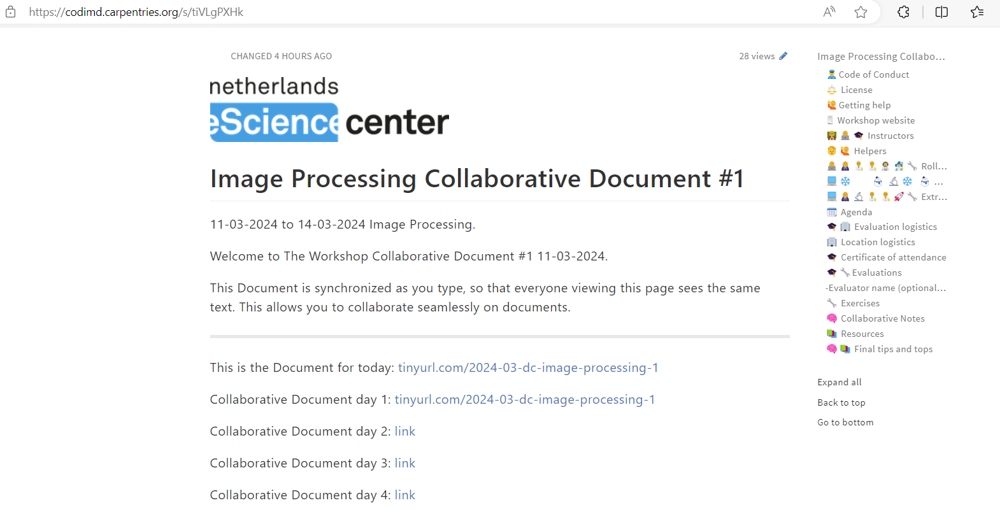 https://codimd.carpentries.org/s/tiVLgPXHk
CHANGED 4 HOURS AGO
28 views
netherlands
eScience center
Image Processing Collaborative Document #1
11-03-2024 to 14-03-2024 Image Processing.
Welcome to The Workshop Collaborative Document #1 11-03-2024.
This Document is synchronized as you type, so that everyone viewing this page sees the same
text. This allows you to collaborate seamlessly on documents.
This is the Document for today: tinyurl.com/2024-03-dc-image-processing-1
Collaborative Document day 1: tinyurl.com/2024-03-dc-image-processing-1
Collaborative Document day 2: link
Collaborative Document day 3: link
Collaborative Document day 4: link
Image Processing Collabo...
Code of Conduct
License
Getting help
Workshop website
Instructors
Helpers
Roll...
...
Extr...
Agenda
Evaluation logistics
Location logistics
Certificate of attendance
Evaluations
-Evaluator name (optional...
Exercises
Collaborative Notes
Resources
Final tips and tops
Expand all
Back to top
Go to bottom